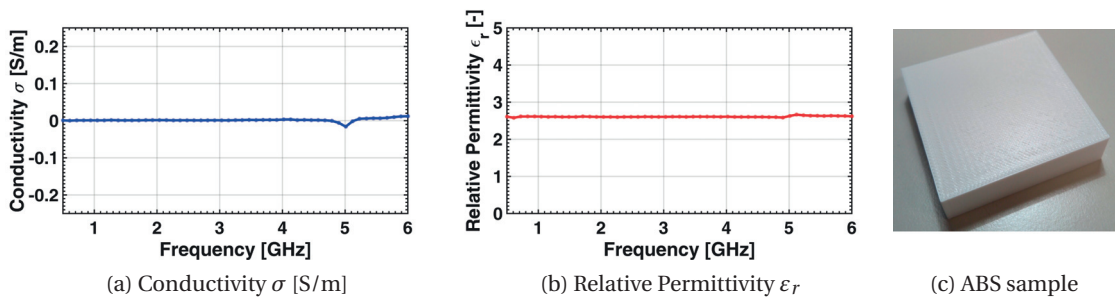 Conductivity σ [S/m]
0.2
0.1
0
-0.1
-0.2
1 2 3 4 5 6
Frequency [GHz]
(a) Conductivity σ [S/m]
Relative Permittivity ϵr [-]
5
4
3
2
1
0
1 2 3 4 5 6
Frequency [GHz]
(b) Relative Permittivity εr
(c) ABS sample